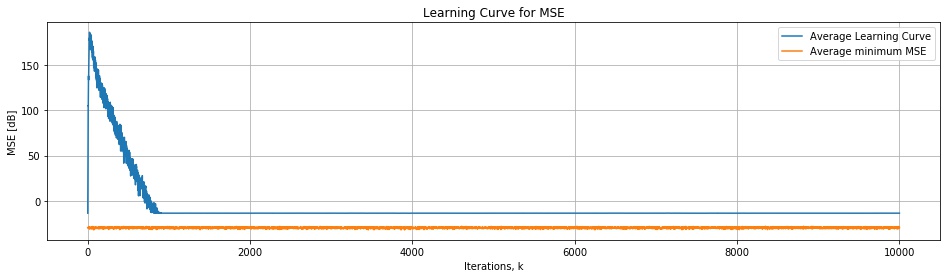 Learning Curve for MSE
Average Learning Curve
Average minimum MSE
MSE [dB]
150
100
50
0
0 2000 4000 6000 8000 10000
Iterations, k